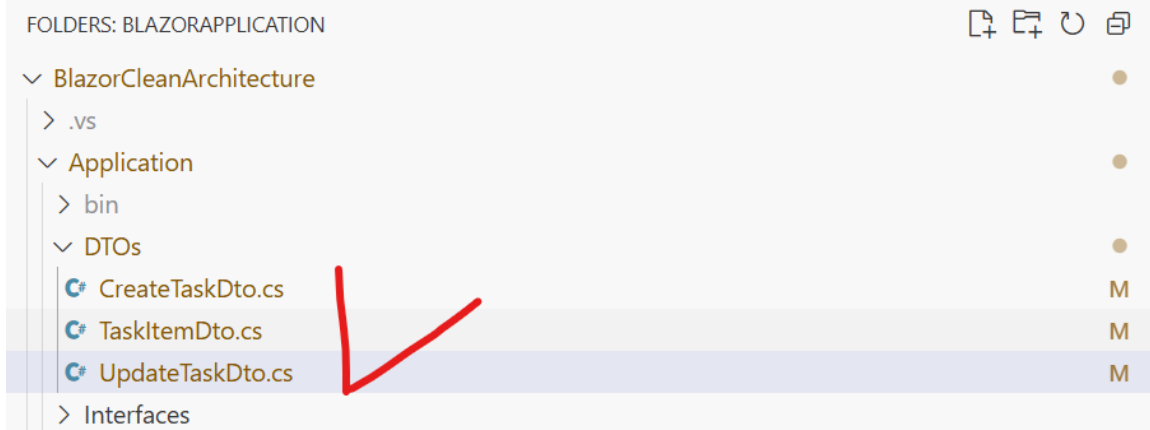 FOLDERS: BLAZORAPPLICATION
BlazorCleanArchitecture
.vs
Application
bin
DTOs
C# CreateTaskDto.cs M
C# TaskItemDto.cs M
C# UpdateTaskDto.cs M
Interfaces